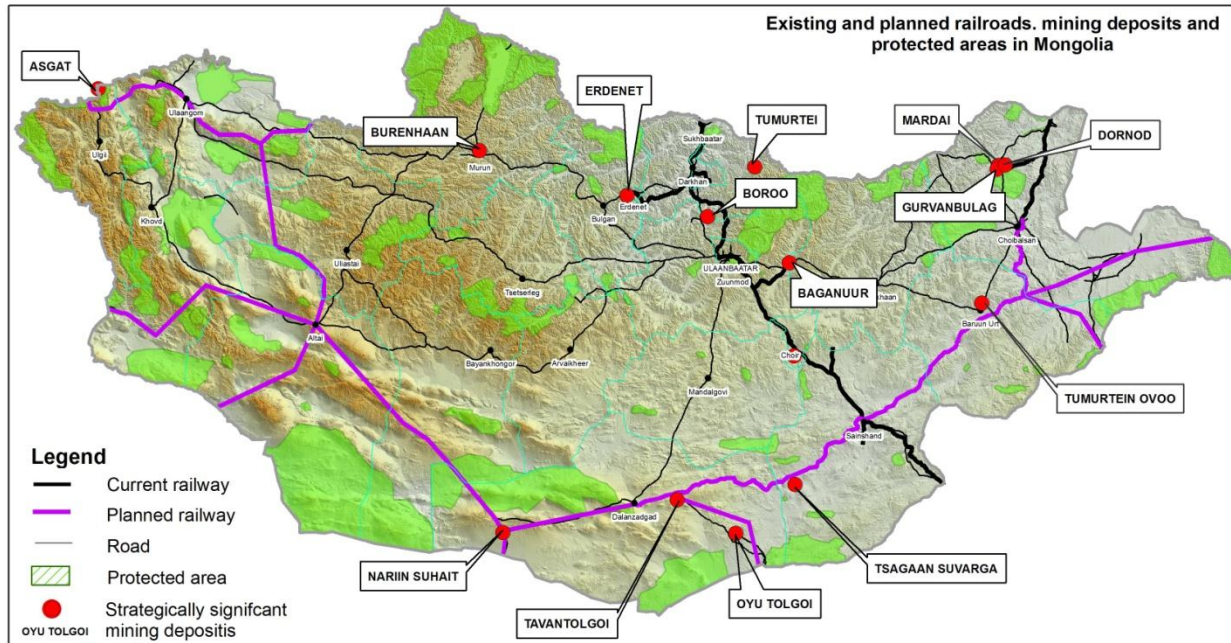 Existing and planned railroads. mining deposits and
protected areas in Mongolia
ASGAT
ERDENET
BURENHAAN
TUMURTEI
MARDAI
DORNOD
BOROO
GURVANBULAG
BAGANUUR
TUMURTEIN OVOO
NARIIN SUHAIT
TAVANTOLGOI
OYU TOLGOI
TSAGAAN SUVARGA
Ulaangom
Ulgii
Khovd
Uliastai
Altai
Murun
Bulgan
Erdenet
Sukhbaatar
Darkhan
ULAANBAATAR
Zuunmod
Tsetserleg
Bayankhongor
Arvaikheer
Mandalgovi
Choir
Sainshand
Dalanzadgad
Choibalsan
Baruun Urt
Legend
Current railway
Planned railway
Road
Protected area
Strategically signifcant
OYU TOLGOI mining depositis